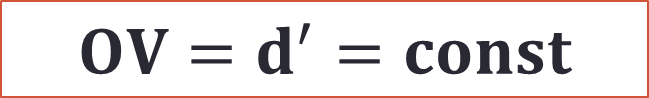 OV = d′ = const